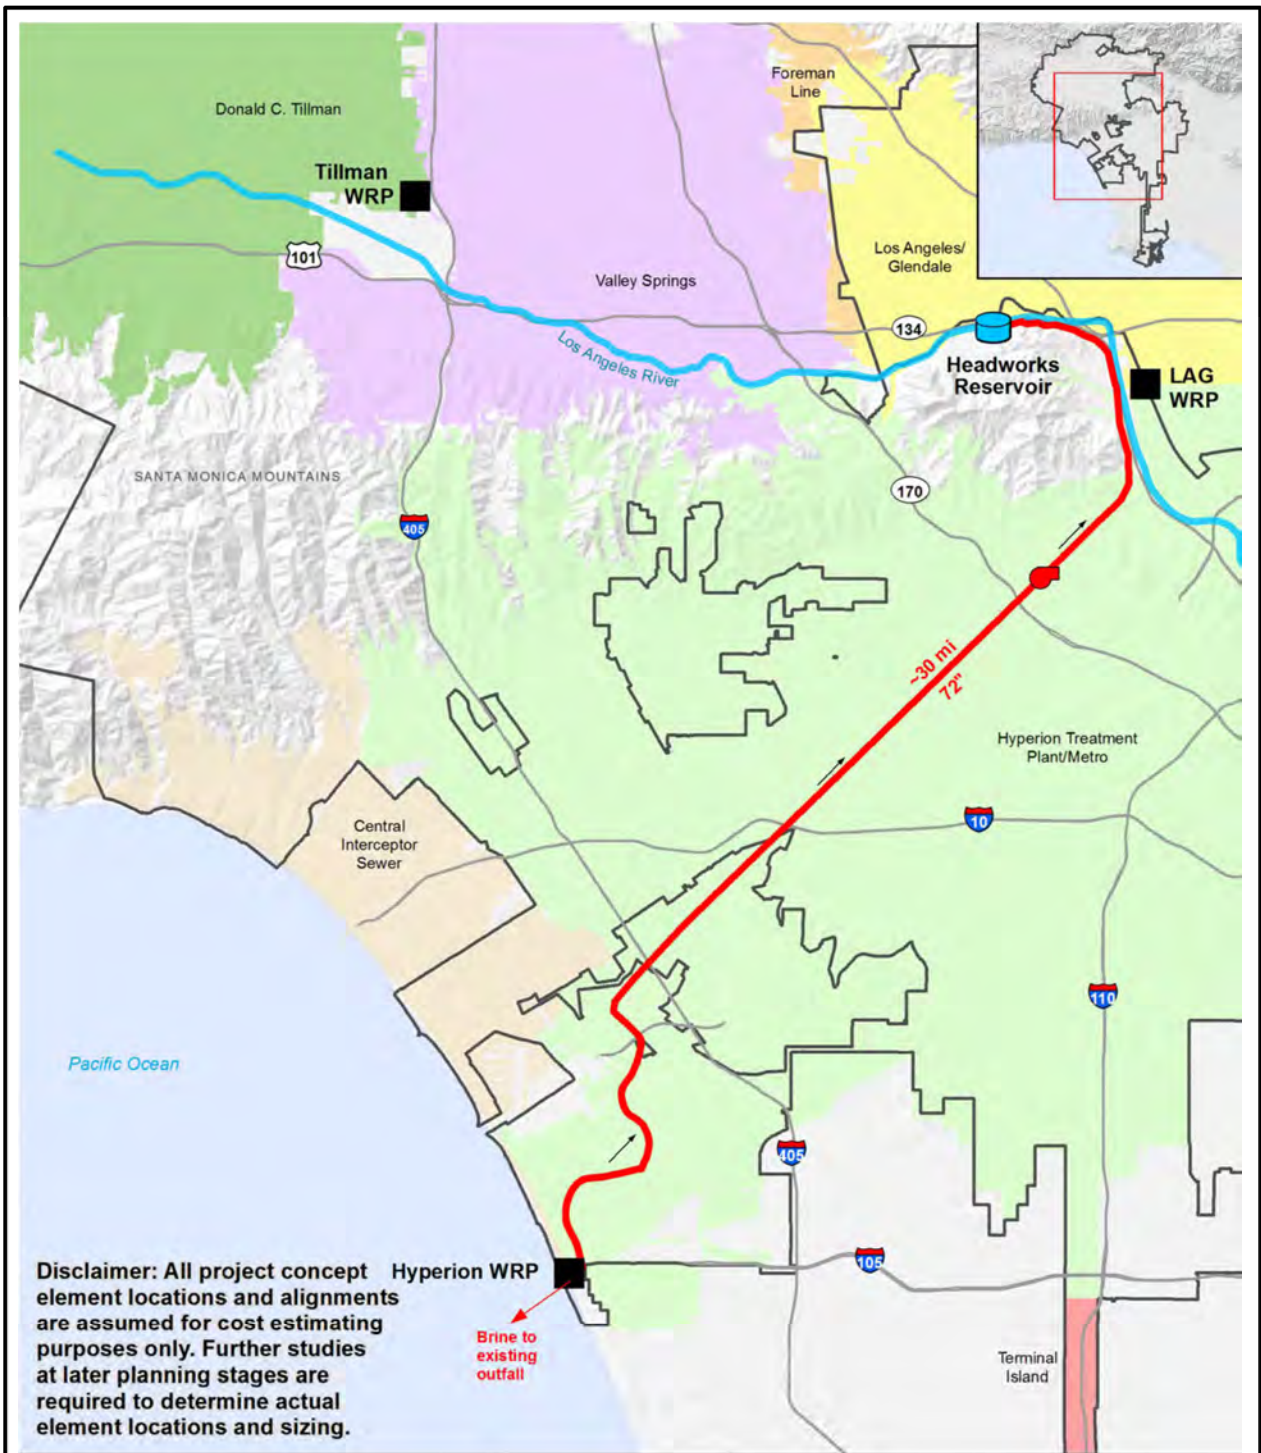 Foreman
Line
Donald C. Tillman
Tillman
WRP
101
Los Angeles/
Glendale
Valley Springs
134
Los Angeles River
Headworks
Reservoir
LAG
WRP
SANTA MONICA MOUNTAINS
170
405
~30 mi
72"
Hyperion Treatment
Plant/Metro
10
Central
Interceptor
Sewer
110
Pacific Ocean
405
105
Hyperion WRP
Disclaimer: All project concept
element locations and alignments
are assumed for cost estimating
purposes only. Further studies
at later planning stages are
required to determine actual
element locations and sizing.
Brine to
existing
outfall
Terminal
Island